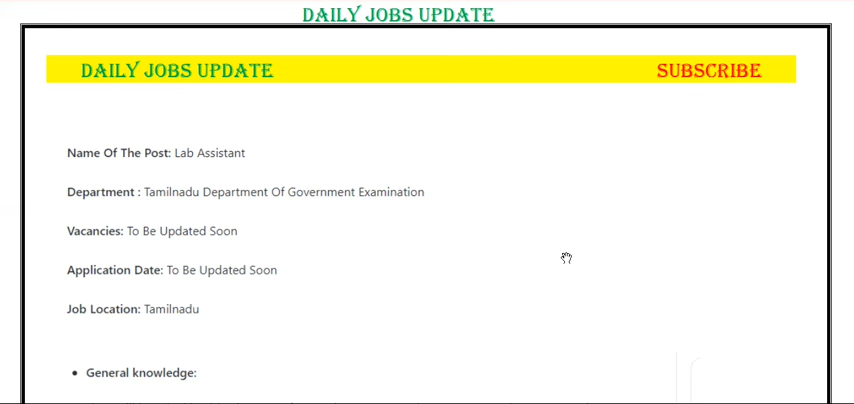 DAILY JOBS UPDATE
DAILY JOBS UPDATE SUBSCRIBE
Name Of The Post: Lab Assistant
Department : Tamilnadu Department Of Government Examination
Vacancies: To Be Updated Soon
Application Date: To Be Updated Soon
Job Location: Tamilnadu
• General knowledge: